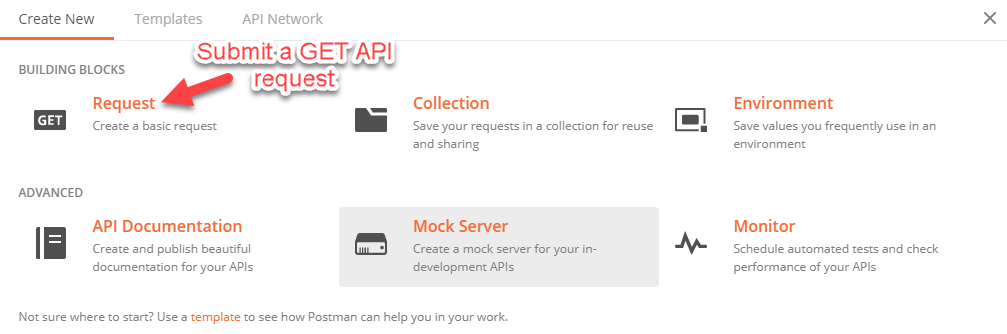 Create New Templates API Network
Submit a GET API
request
BUILDING BLOCKS
GET
Request
Create a basic request
Collection
Save your requests in a collection for reuse
and sharing
Environment
Save values you frequently use in an
environment
ADVANCED
API Documentation
Create and publish beautiful
documentation for your APIs
Mock Server
Create a mock server for your in-
development APIs
Monitor
Schedule automated tests and check
performance of your APIs
Not sure where to start? Use a template to see how Postman can help you in your work.